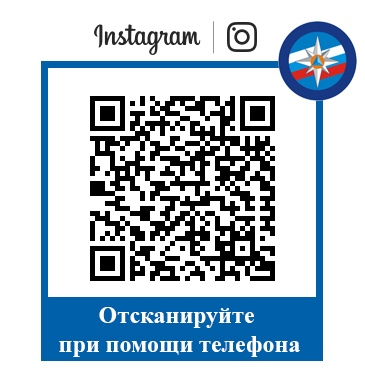 Instagram
Отсканируйте
при помощи телефона